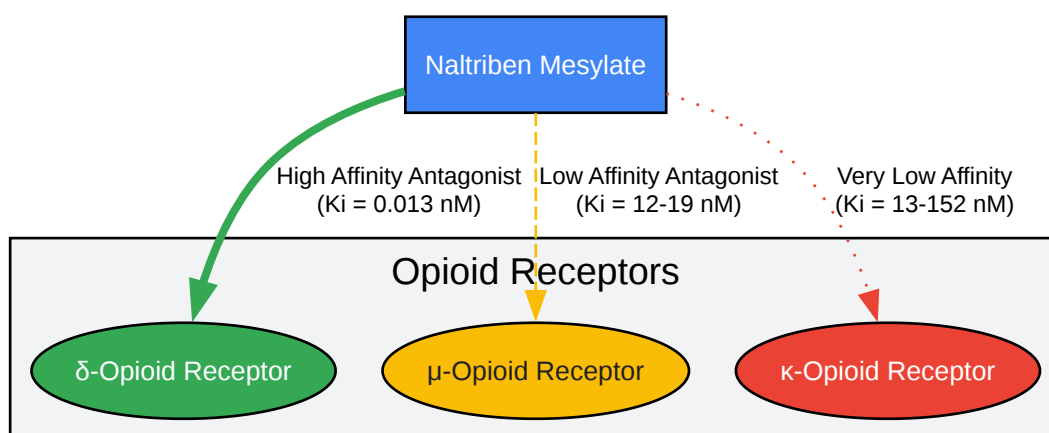 Naltriben Mesylate
High Affinity Antagonist
(Ki = 0.013 nM)
Low Affinity Antagonist
(Ki = 12-19 nM)
Very Low Affinity
(Ki = 13-152 nM)
Opioid Receptors
δ-Opioid Receptor
μ-Opioid Receptor
κ-Opioid Receptor